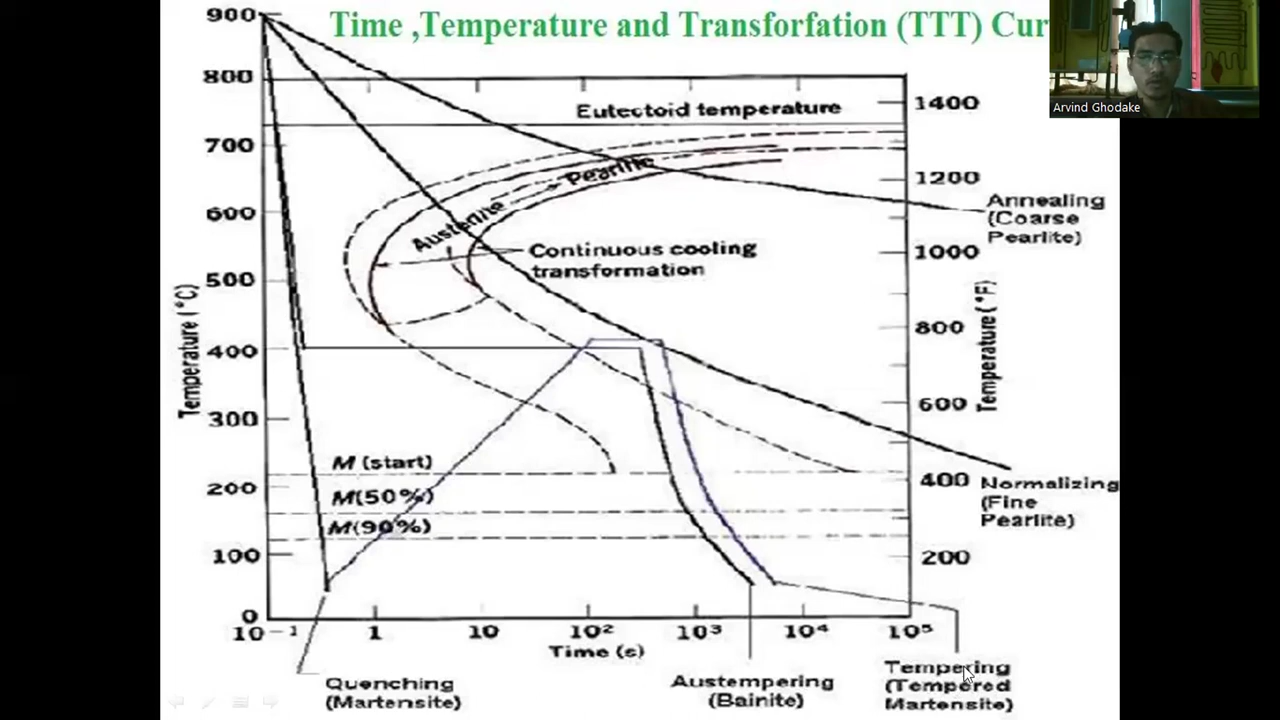 Time ,Temperature and Transforfation (TTT) Cur
Arvind Ghodake
900
800
700
600
500
400
300
200
100
0
Temperature (°C)
Eutectoid temperature
Austenite
Pearlite
Continuous cooling
transformation
M (start)
M(50%)
M(90%)
1400
1200
1000
800
600
400
200
Temperature (°F)
Annealing
(Coarse
Pearlite)
Normalizing
(Fine
Pearlite)
10⁻¹ 1 10 10² 10³ 10⁴ 10⁵
Time (s)
Quenching
(Martensite)
Austempering
(Bainite)
Tempering
(Tempered
Martensite)